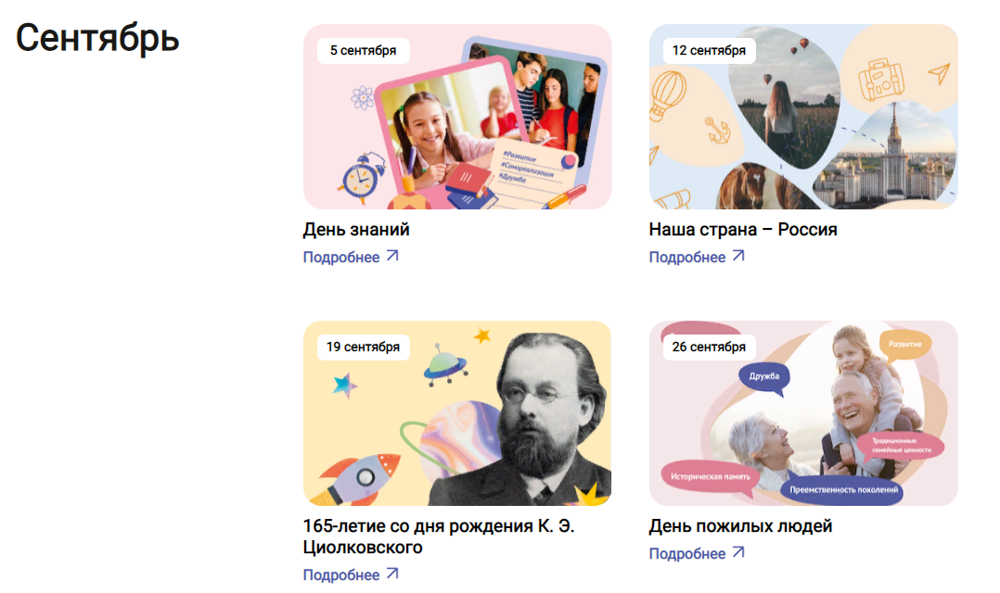 Сентябрь
5 сентября
#Развитие
#Самореализация
#Дружба
День знаний
Подробнее
12 сентября
Наша страна – Россия
Подробнее
19 сентября
165-летие со дня рождения К. Э.
Циолковского
Подробнее
26 сентября
Развитие
Дружба
Традиционные
семейные ценности
Историческая память
Преемственность поколений
День пожилых людей
Подробнее